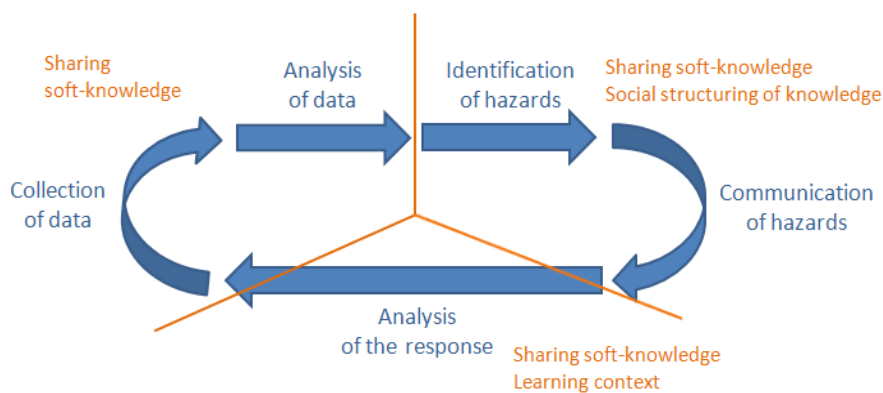 Sharing
soft-knowledge
Analysis
of data
Identification
of hazards
Sharing soft-knowledge
Social structuring of knowledge
Collection
of data
Communication
of hazards
Analysis
of the response
Sharing soft-knowledge
Learning context